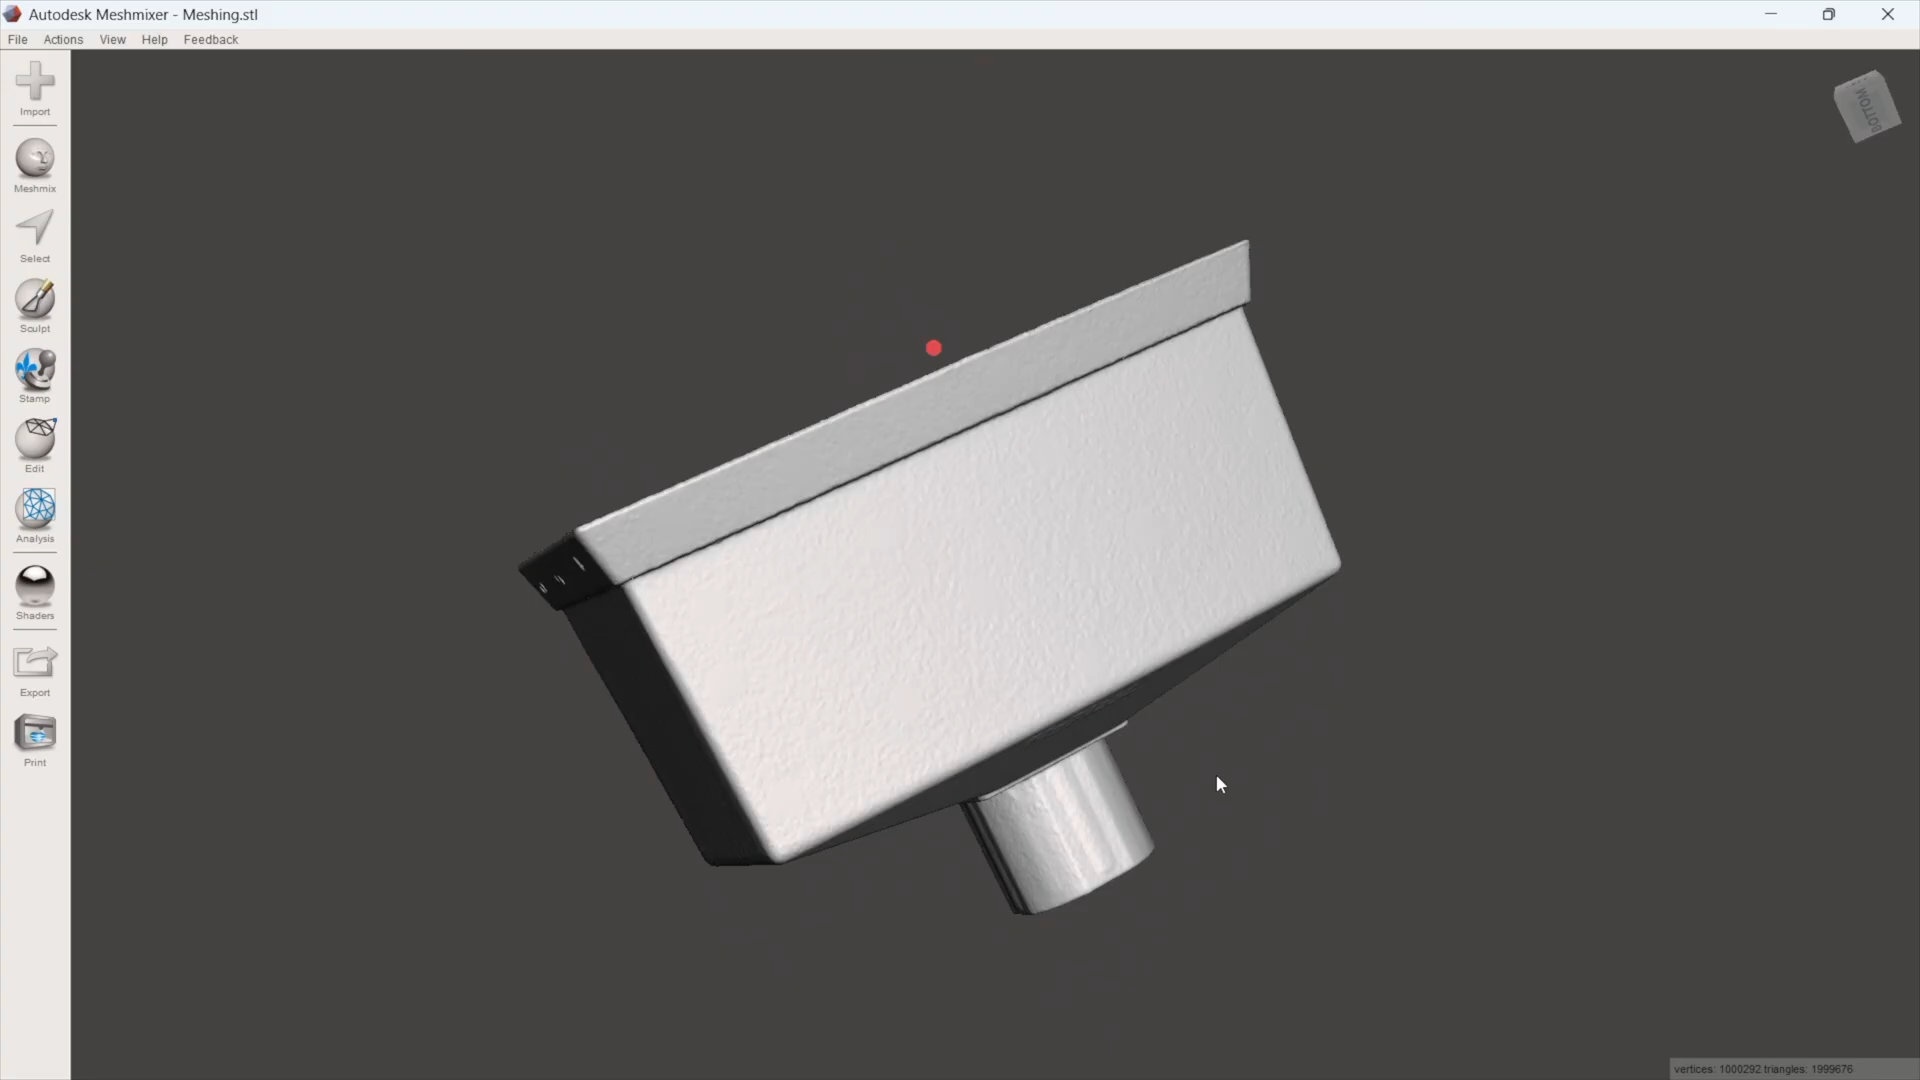 Autodesk Meshmixer - Meshing.stl
File Actions View Help Feedback
Import
Meshmix
Select
Sculpt
Stamp
Edit
Analysis
Shaders
Export
Print
BOTTOM
vertices: 1000292 triangles: 1999676